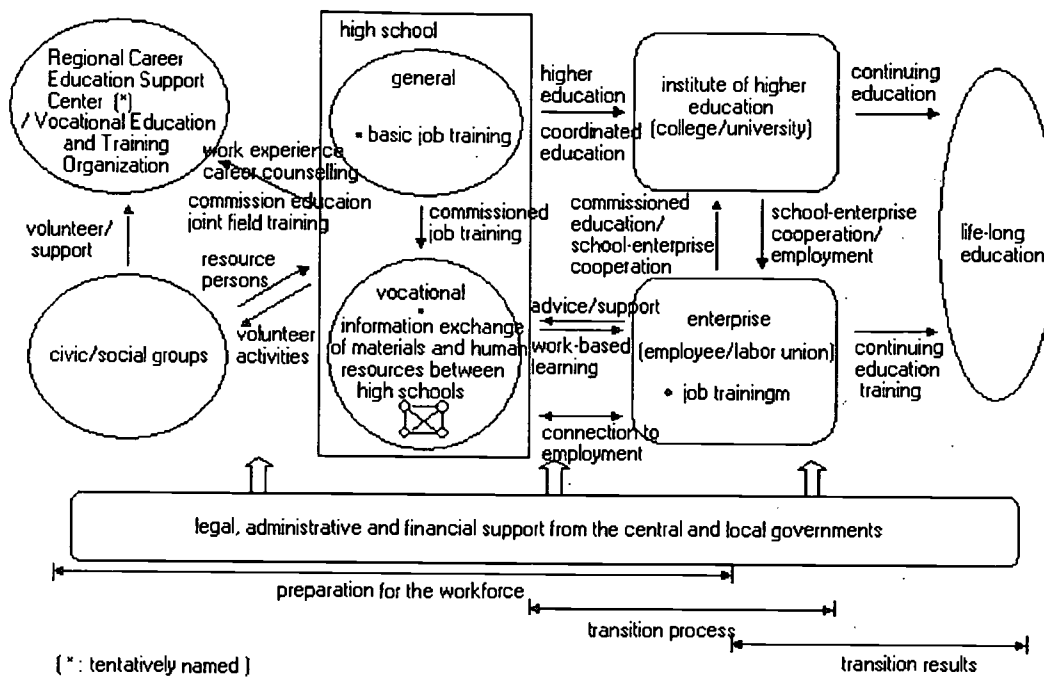 Regional Career
Education Support
Center (*)
/ Vocational Education
and Training
Organization
volunteer/
support
civic/social groups
work experience
career counselling
commission educaion
joint field training
resource
persons
volunteer
activities
high school
general
• basic job training
commissioned
job training
vocational
•
information exchange
of materials and human
resources between
high schools
higher
education
coordinated
education
institute of higher
education
(college/university)
continuing
education
commissioned
education/
school-enterprise
cooperation
school-enterprise
cooperation/
employment
life-long
education
advice/support
work-based
learning
connection to
employment
enterprise
(employee/labor union)
• job trainingm
continuing
education
training
legal, administrative and financial support from the central and local governments
preparation for the workforce
transition process
transition results
( * : tentatively named )